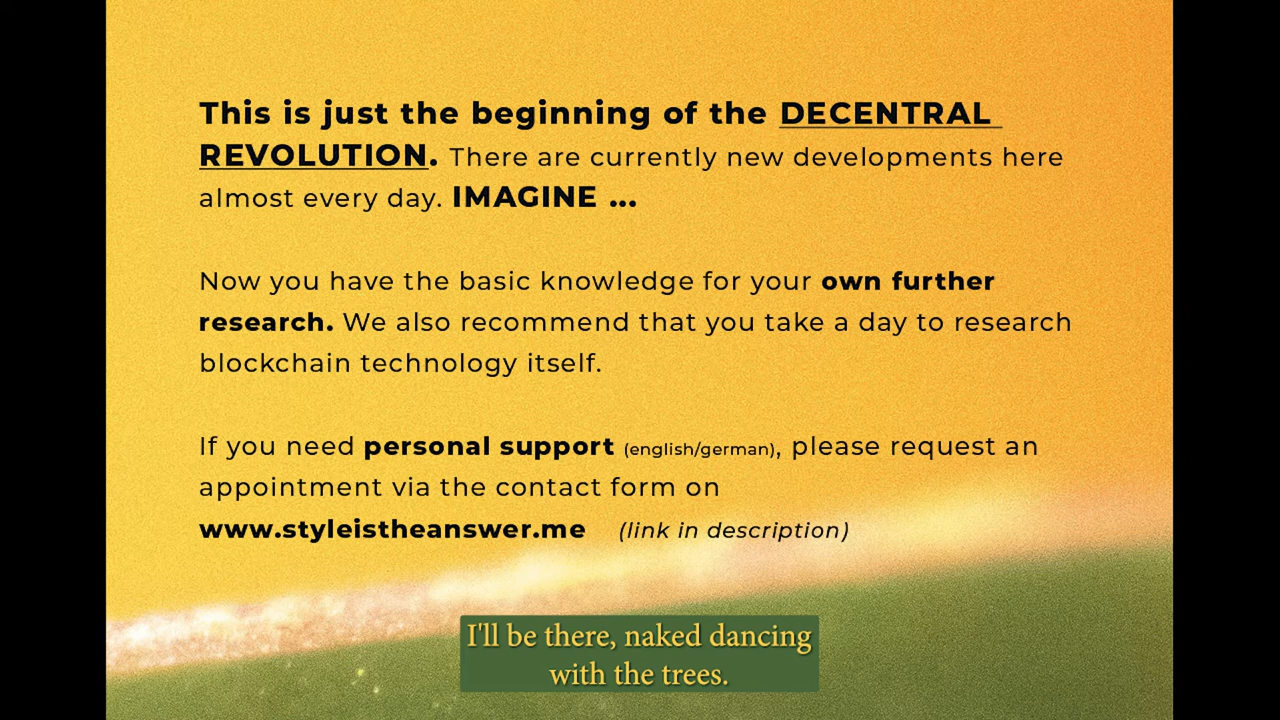 This is just the beginning of the DECENTRAL
REVOLUTION. There are currently new developments here
almost every day. IMAGINE ...
Now you have the basic knowledge for your own further
research. We also recommend that you take a day to research
blockchain technology itself.
If you need personal support (english/german), please request an
appointment via the contact form on
www.styleistheanswer.me (link in description)
I'll be there, naked dancing
with the trees.